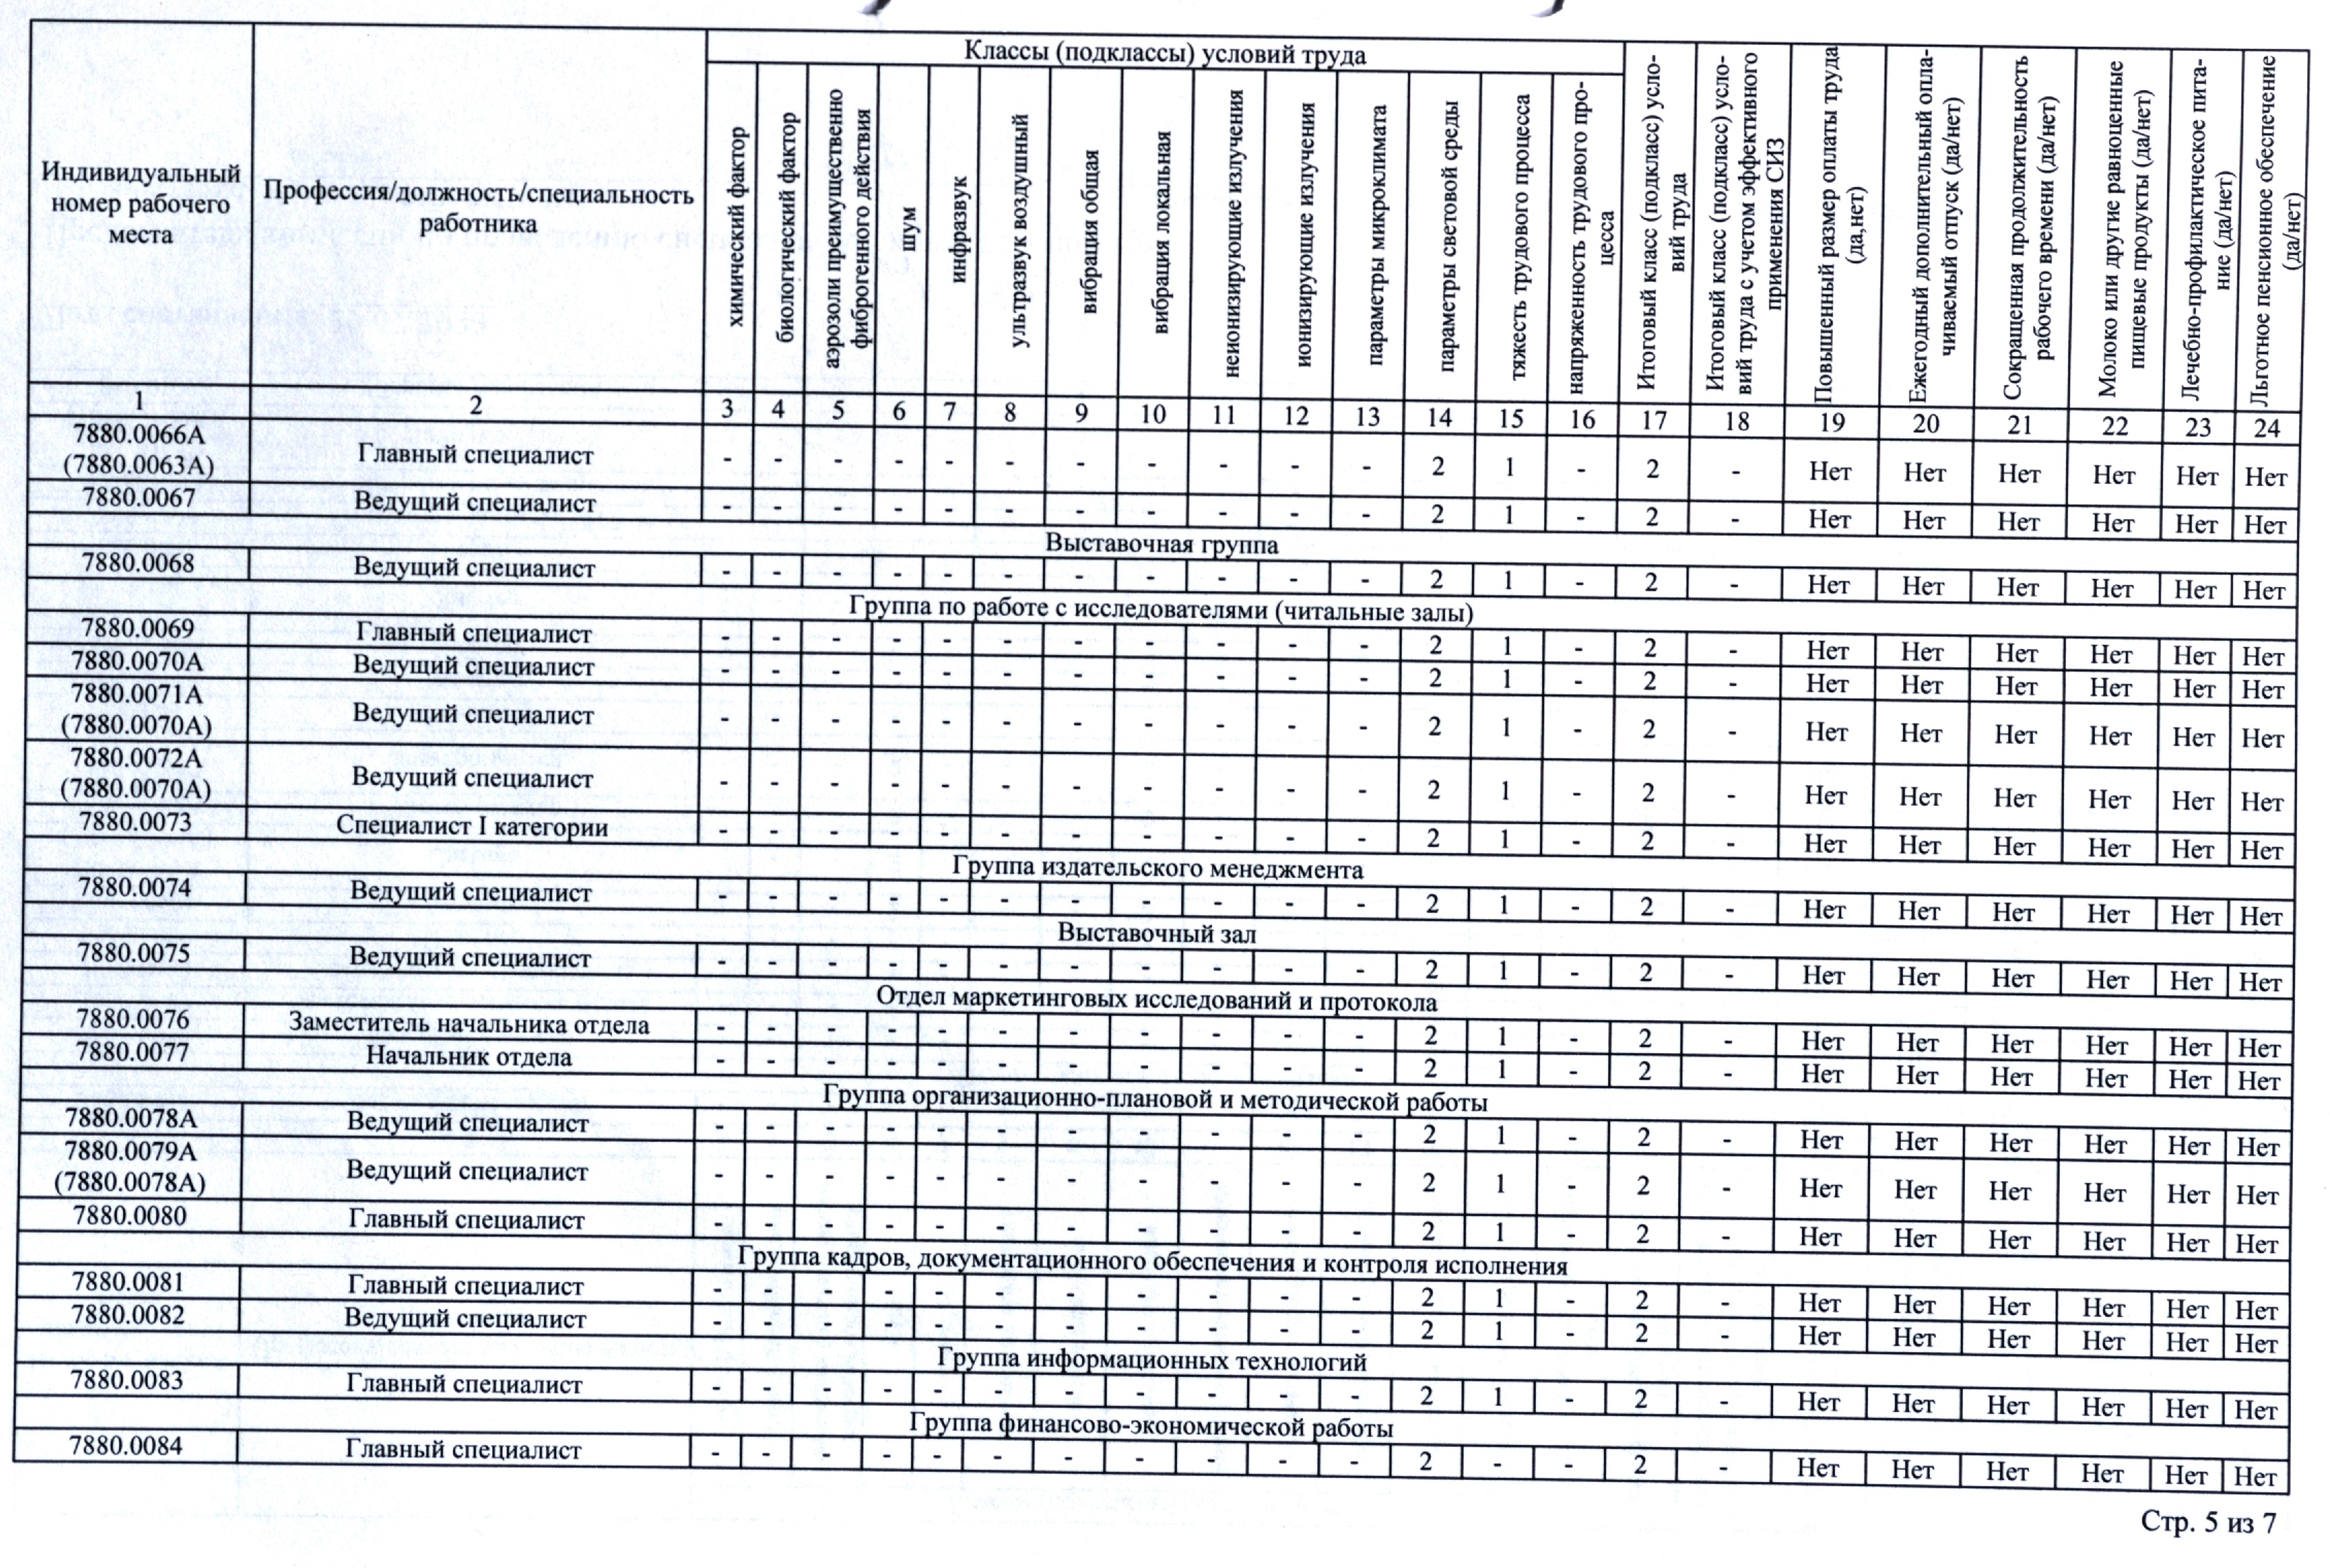 Классы (подклассы) условий труда
Индивидуальный
номер рабочего
места
Профессия/должность/специальность
работника
химический фактор
биологический фактор
аэрозоли преимущественно
фиброгенного действия
шум
инфразвук
ультразвук воздушный
вибрация общая
вибрация локальная
неионизирующие излучения
ионизирующие излучения
параметры микроклимата
параметры световой среды
тяжесть трудового процесса
напряженность трудового про-
цесса
Итоговый класс (подкласс) усло-
вий труда
Итоговый класс (подкласс) усло-
вий труда с учетом эффективного
применения СИЗ
Повышенный размер оплаты труда
(да,нет)
Ежегодный дополнительный опла-
чиваемый отпуск (да/нет)
Сокращенная продолжительность
рабочего времени (да/нет)
Молоко или другие равноценные
пищевые продукты (да/нет)
Лечебно-профилактическое пита-
ние (да/нет)
Льготное пенсионное обеспечение
(да/нет)
1 2 3 4 5 6 7 8 9 10 11 12 13 14 15 16 17 18 19 20 21 22 23 24
7880.0066А
(7880.0063А) Главный специалист - - - - - - - - - - - 2 1 - 2 - Нет Нет Нет Нет Нет Нет
7880.0067 Ведущий специалист - - - - - - - - - - - 2 1 - 2 - Нет Нет Нет Нет Нет Нет
Выставочная группа
7880.0068 Ведущий специалист - - - - - - - - - - - 2 1 - 2 - Нет Нет Нет Нет Нет Нет
Группа по работе с исследователями (читальные залы)
7880.0069 Главный специалист - - - - - - - - - - - 2 1 - 2 - Нет Нет Нет Нет Нет Нет
7880.0070А Ведущий специалист - - - - - - - - - - - 2 1 - 2 - Нет Нет Нет Нет Нет Нет
7880.0071А
(7880.0070А) Ведущий специалист - - - - - - - - - - - 2 1 - 2 - Нет Нет Нет Нет Нет Нет
7880.0072А
(7880.0070А) Ведущий специалист - - - - - - - - - - - 2 1 - 2 - Нет Нет Нет Нет Нет Нет
7880.0073 Специалист I категории - - - - - - - - - - - 2 1 - 2 - Нет Нет Нет Нет Нет Нет
Группа издательского менеджмента
7880.0074 Ведущий специалист - - - - - - - - - - - 2 1 - 2 - Нет Нет Нет Нет Нет Нет
Выставочный зал
7880.0075 Ведущий специалист - - - - - - - - - - - 2 1 - 2 - Нет Нет Нет Нет Нет Нет
Отдел маркетинговых исследований и протокола
7880.0076 Заместитель начальника отдела - - - - - - - - - - - 2 1 - 2 - Нет Нет Нет Нет Нет Нет
7880.0077 Начальник отдела - - - - - - - - - - - 2 1 - 2 - Нет Нет Нет Нет Нет Нет
Группа организационно-плановой и методической работы
7880.0078А Ведущий специалист - - - - - - - - - - - 2 1 - 2 - Нет Нет Нет Нет Нет Нет
7880.0079А
(7880.0078А) Ведущий специалист - - - - - - - - - - - 2 1 - 2 - Нет Нет Нет Нет Нет Нет
7880.0080 Главный специалист - - - - - - - - - - - 2 1 - 2 - Нет Нет Нет Нет Нет Нет
Группа кадров, документационного обеспечения и контроля исполнения
7880.0081 Главный специалист - - - - - - - - - - - 2 1 - 2 - Нет Нет Нет Нет Нет Нет
7880.0082 Ведущий специалист - - - - - - - - - - - 2 1 - 2 - Нет Нет Нет Нет Нет Нет
Группа информационных технологий
7880.0083 Главный специалист - - - - - - - - - - - 2 1 - 2 - Нет Нет Нет Нет Нет Нет
Группа финансово-экономической работы
7880.0084 Главный специалист - - - - - - - - - - - 2 - - 2 - Нет Нет Нет Нет Нет Нет
Стр. 5 из 7